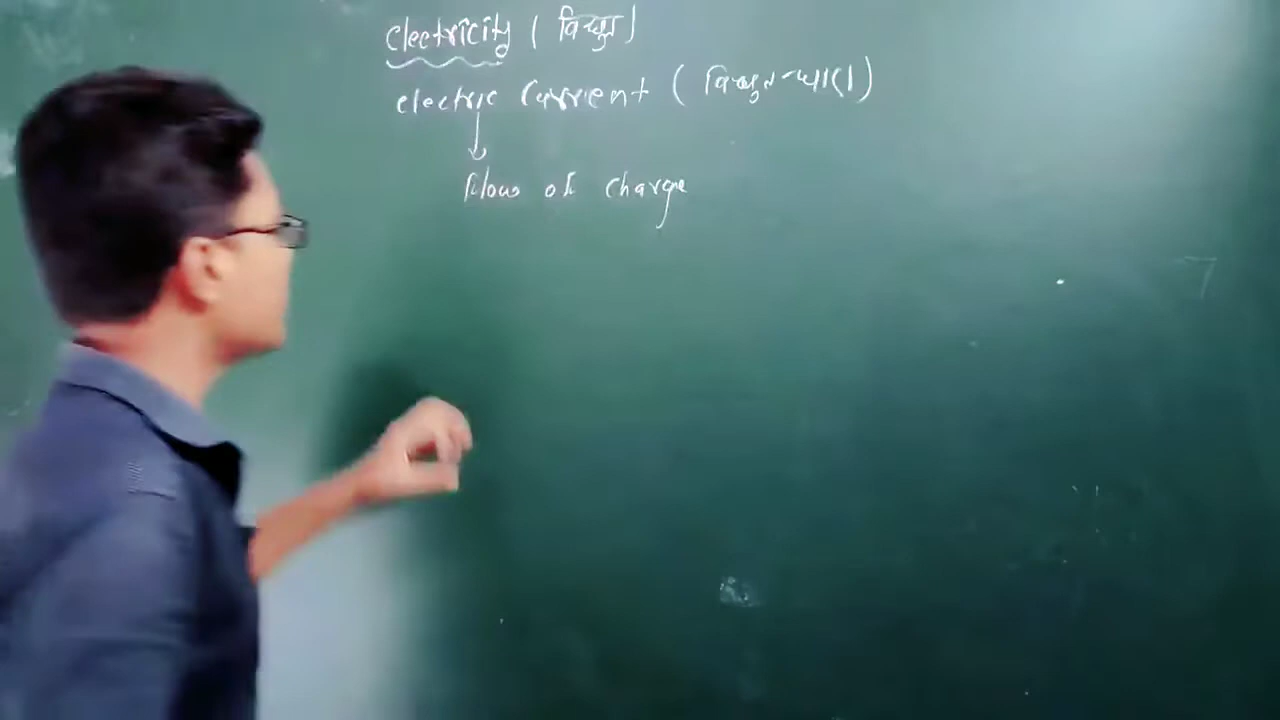 electricity (विद्युत)
electric current (विद्युत-धारा)
↓
flow of charge